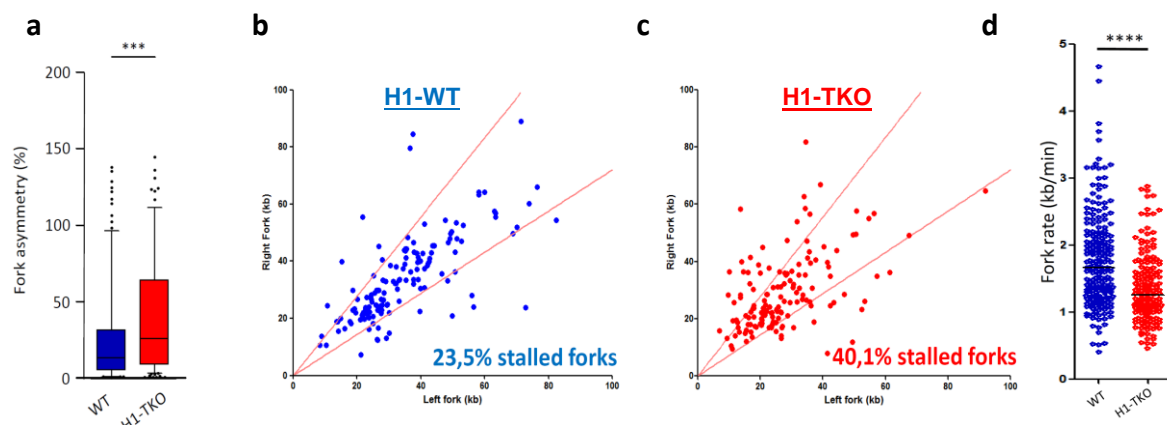 a
***
200
150
100
50
0
Fork asymmetry (%)
WT
H1-TKO
b
H1-WT
100
80
60
40
20
0
Right Fork (kb)
0 20 40 60 80 100
Left fork (kb)
23,5% stalled forks
c
H1-TKO
100
80
60
40
20
0
Right Fork (kb)
0 20 40 60 80 100
Left fork (kb)
40,1% stalled forks
d
****
5
4
3
2
1
0
Fork rate (kb/min)
WT
H1-TKO